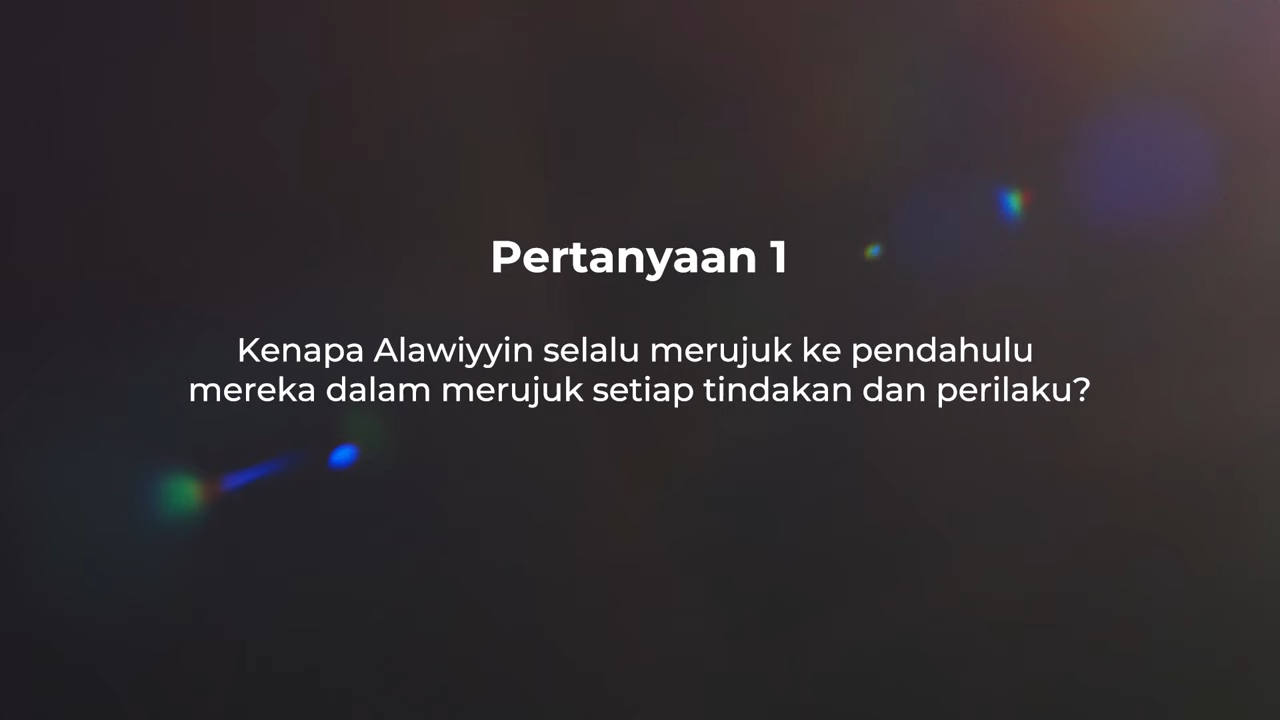 Pertanyaan 1
Kenapa Alawiyyin selalu merujuk ke pendahulu
mereka dalam merujuk setiap tindakan dan perilaku?